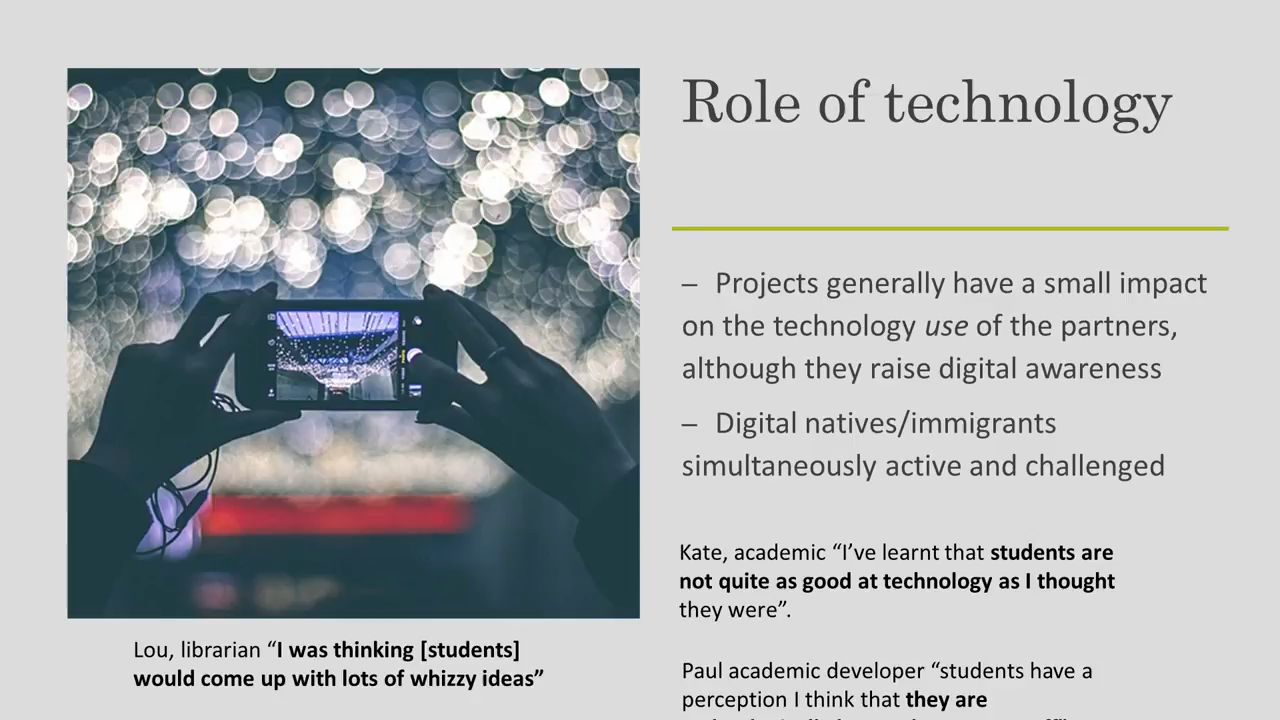 Role of technology
– Projects generally have a small impact
on the technology use of the partners,
although they raise digital awareness
– Digital natives/immigrants
simultaneously active and challenged
Kate, academic “I’ve learnt that students are
not quite as good at technology as I thought
they were”.
Lou, librarian “I was thinking [students]
would come up with lots of whizzy ideas”
Paul academic developer “students have a
perception I think that they are